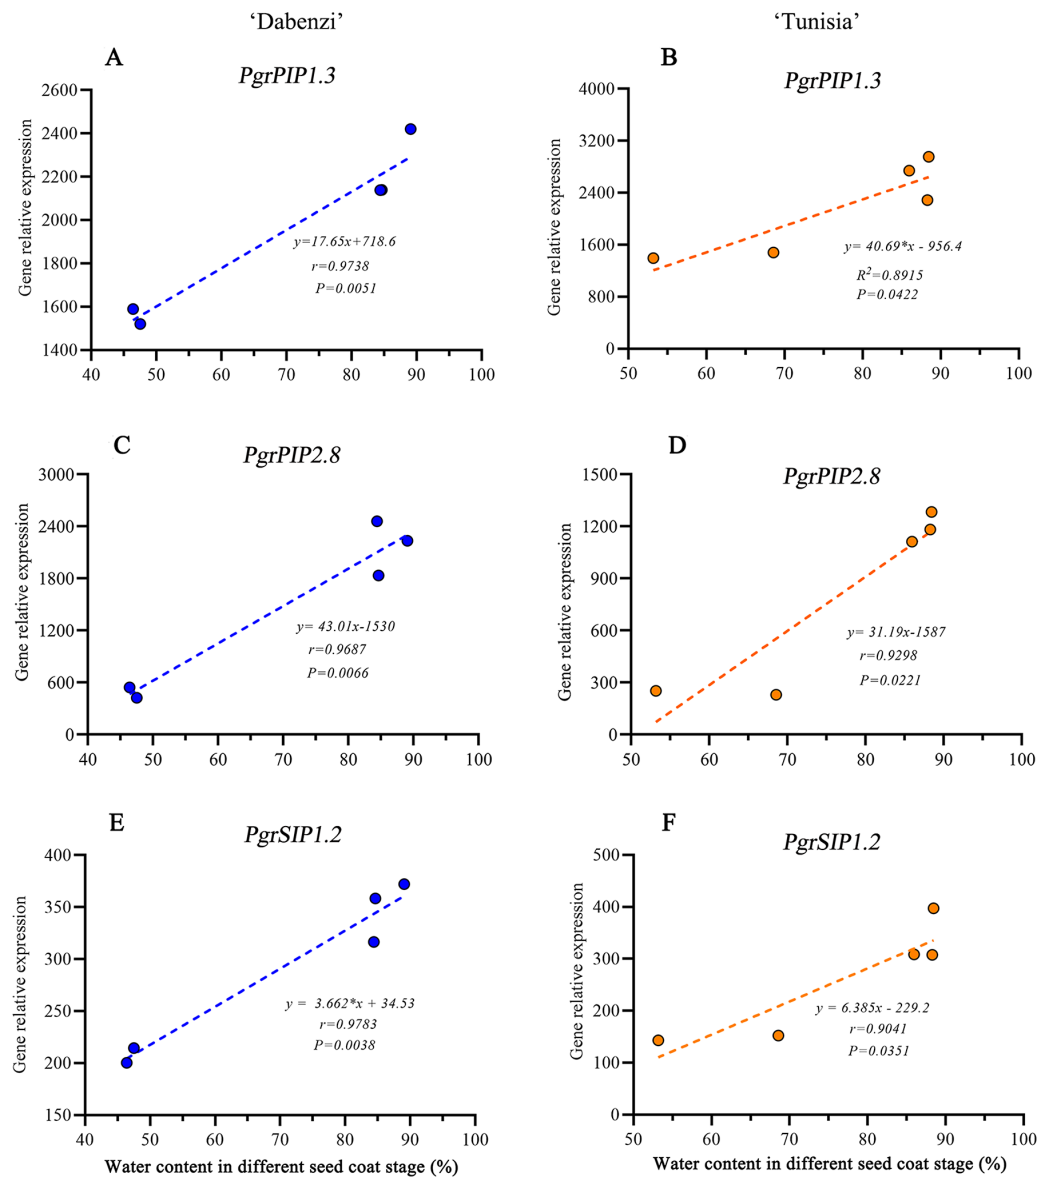 ‘Dabenzi’
‘Tunisia’
A
PgrPIP1.3
2600
2400
2200
2000
1800
1600
1400
Gene relative expression
y=17.65x+718.6
r=0.9738
P=0.0051
40 50 60 70 80 90 100
B
PgrPIP1.3
4000
3200
2400
1600
800
0
Gene relative expression
y= 40.69*x - 956.4
R2=0.8915
P=0.0422
50 60 70 80 90 100
C
PgrPIP2.8
3000
2400
1800
1200
600
0
Gene relative expression
y= 43.01x-1530
r=0.9687
P=0.0066
40 50 60 70 80 90 100
D
PgrPIP2.8
1500
1200
900
600
300
0
Gene relative expression
y= 31.19x-1587
r=0.9298
P=0.0221
50 60 70 80 90 100
E
PgrSIP1.2
400
350
300
250
200
150
Gene relative expression
y = 3.662*x + 34.53
r=0.9783
P=0.0038
40 50 60 70 80 90 100
Water content in different seed coat stage (%)
F
PgrSIP1.2
500
400
300
200
100
0
Gene relative expression
y = 6.385x - 229.2
r=0.9041
P=0.0351
50 60 70 80 90 100
Water content in different seed coat stage (%)